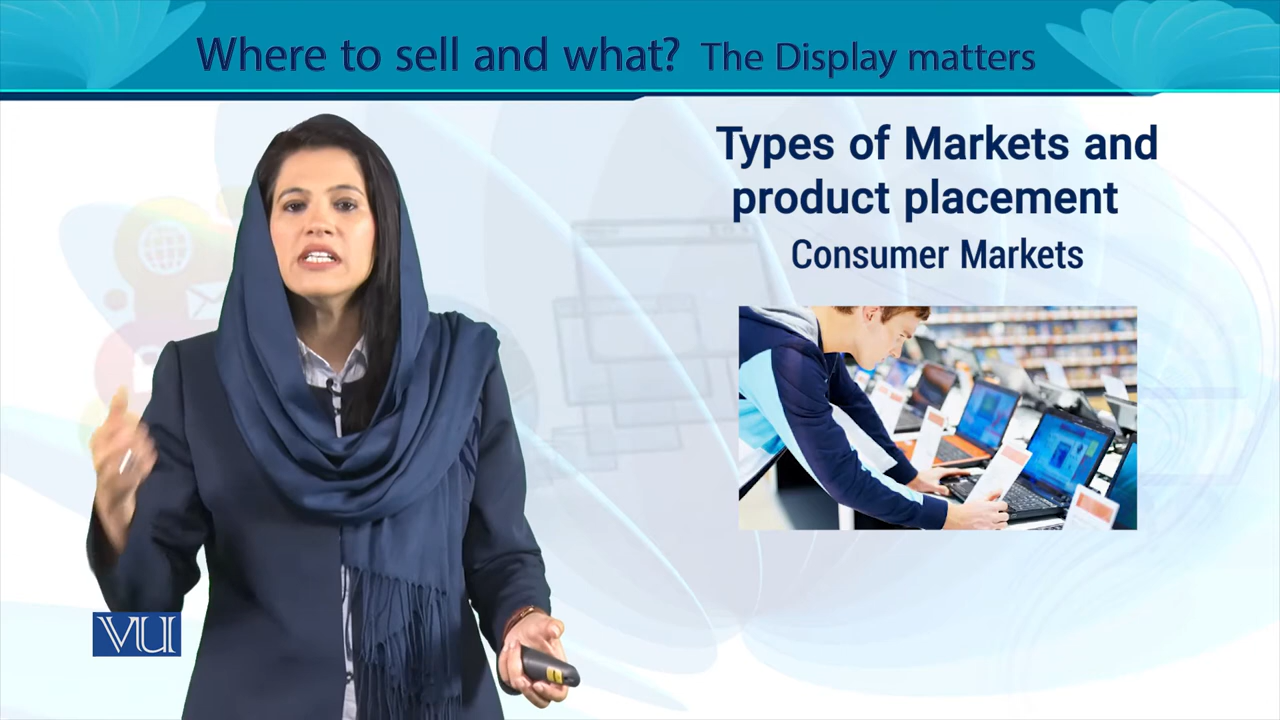 Where to sell and what? The Display matters
Types of Markets and
product placement
Consumer Markets
VU